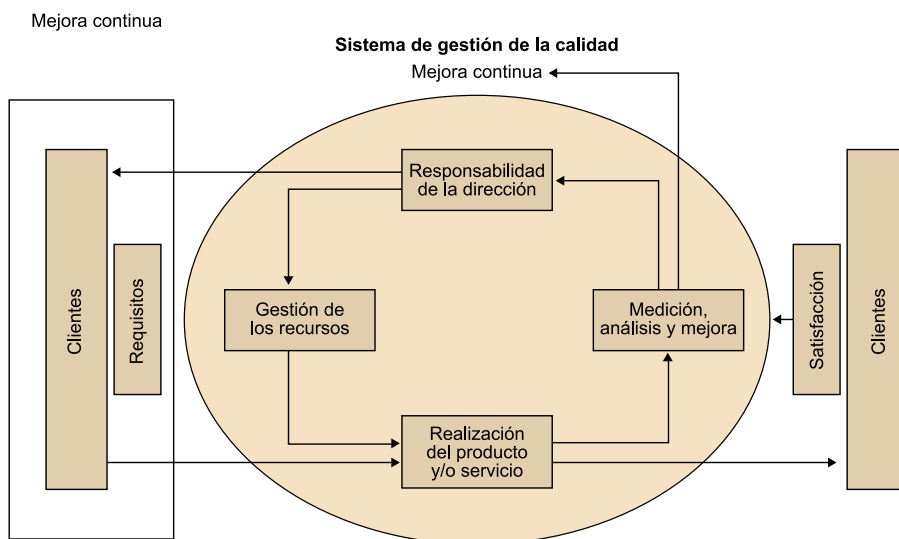 Mejora continua
Sistema de gestión de la calidad
Mejora continua
Clientes
Requisitos
Responsabilidad
de la dirección
Gestión de
los recursos
Medición,
análisis y mejora
Realización
del producto
y/o servicio
Satisfacción
Clientes